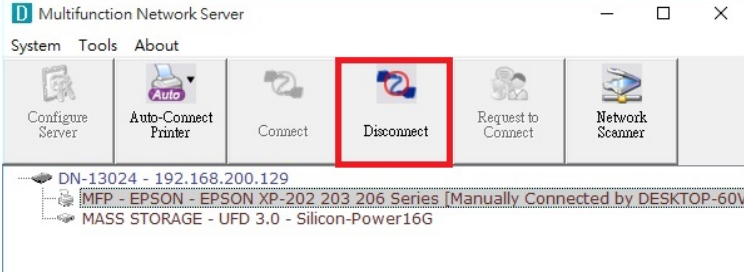 D Multifunction Network Server
System Tools About
Configure Server
Auto
Auto-Connect Printer
Connect
Disconnect
Request to Connect
Network Scanner
DN-13024 - 192.168.200.129
MFP - EPSON - EPSON XP-202 203 206 Series [Manually Connected by DESKTOP-60V
MASS STORAGE - UFD 3.0 - Silicon-Power16G